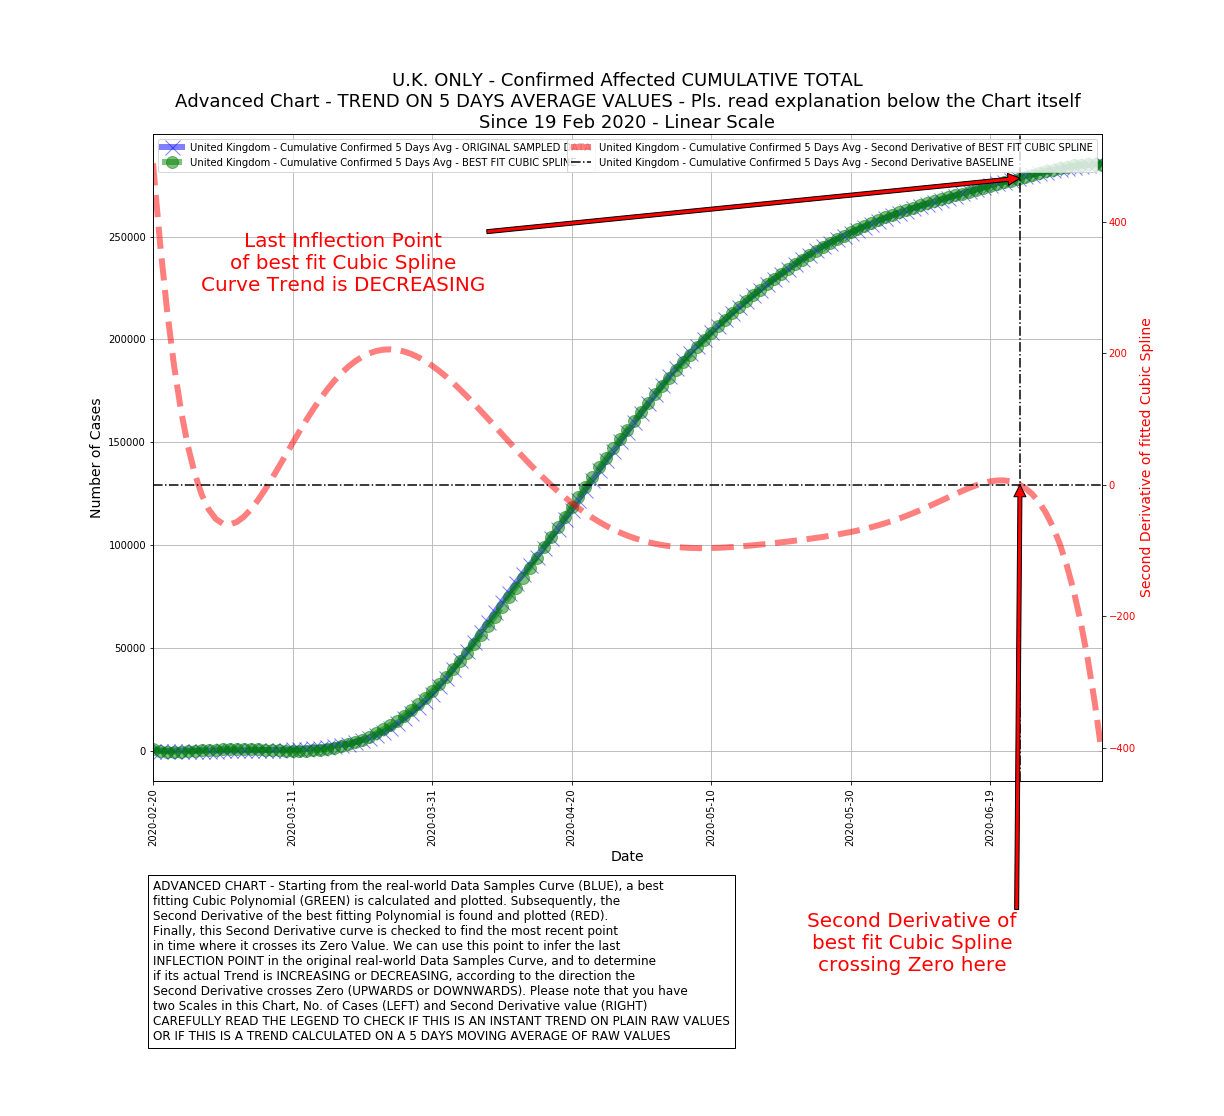 U.K. ONLY - Confirmed Affected CUMULATIVE TOTAL
Advanced Chart - TREND ON 5 DAYS AVERAGE VALUES - Pls. read explanation below the Chart itself
Since 19 Feb 2020 - Linear Scale
United Kingdom - Cumulative Confirmed 5 Days Avg - ORIGINAL SAMPLED DATA
United Kingdom - Cumulative Confirmed 5 Days Avg - BEST FIT CUBIC SPLINE
United Kingdom - Cumulative Confirmed 5 Days Avg - Second Derivative of BEST FIT CUBIC SPLINE
United Kingdom - Cumulative Confirmed 5 Days Avg - Second Derivative BASELINE
Last Inflection Point
of best fit Cubic Spline
Curve Trend is DECREASING
Number of Cases
250000
200000
150000
100000
50000
0
400
200
0
−200
−400
Second Derivative of fitted Cubic Spline
2020-02-20
2020-03-11
2020-03-31
2020-04-20
2020-05-10
2020-05-30
2020-06-19
Date
ADVANCED CHART - Starting from the real-world Data Samples Curve (BLUE), a best
fitting Cubic Polynomial (GREEN) is calculated and plotted. Subsequently, the
Second Derivative of the best fitting Polynomial is found and plotted (RED).
Finally, this Second Derivative curve is checked to find the most recent point
in time where it crosses its Zero Value. We can use this point to infer the last
INFLECTION POINT in the original real-world Data Samples Curve, and to determine
if its actual Trend is INCREASING or DECREASING, according to the direction the
Second Derivative crosses Zero (UPWARDS or DOWNWARDS). Please note that you have
two Scales in this Chart, No. of Cases (LEFT) and Second Derivative value (RIGHT)
CAREFULLY READ THE LEGEND TO CHECK IF THIS IS AN INSTANT TREND ON PLAIN RAW VALUES
OR IF THIS IS A TREND CALCULATED ON A 5 DAYS MOVING AVERAGE OF RAW VALUES
Second Derivative of
best fit Cubic Spline
crossing Zero here